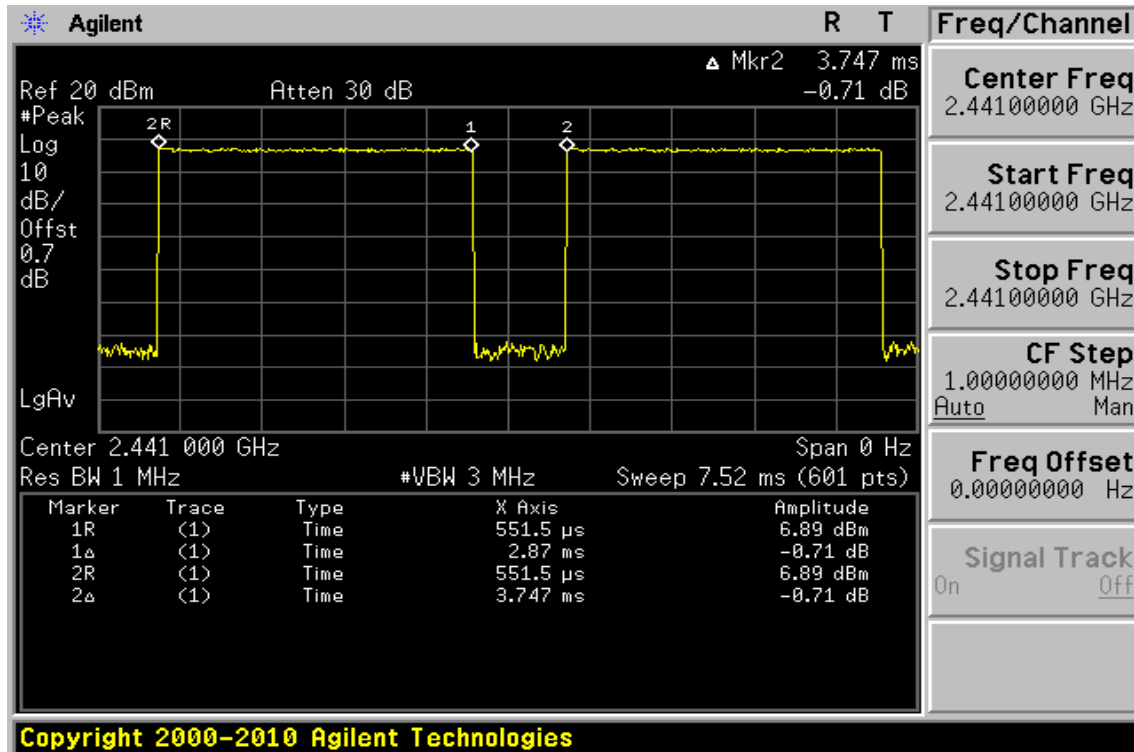 Agilent R T
Freq/Channel
Δ Mkr2 3.747 ms
Ref 20 dBm Atten 30 dB -0.71 dB
#Peak
Log
10
dB/
Offst
0.7
dB
2R
1
2
LgAv
Center 2.441 000 GHz Span 0 Hz
Res BW 1 MHz #VBW 3 MHz Sweep 7.52 ms (601 pts)
Marker Trace Type X Axis Amplitude
1R (1) Time 551.5 µs 6.89 dBm
1Δ (1) Time 2.87 ms -0.71 dB
2R (1) Time 551.5 µs 6.89 dBm
2Δ (1) Time 3.747 ms -0.71 dB
Center Freq
2.44100000 GHz
Start Freq
2.44100000 GHz
Stop Freq
2.44100000 GHz
CF Step
1.00000000 MHz
Auto Man
Freq Offset
0.00000000 Hz
Signal Track
On Off
Copyright 2000-2010 Agilent Technologies